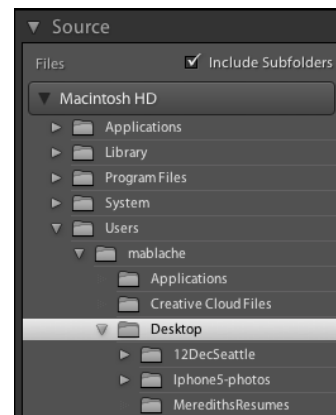 Source
Files Include Subfolders
Macintosh HD
Applications
Library
Program Files
System
Users
mablache
Applications
Creative Cloud Files
Desktop
12DecSeattle
Iphone5-photos
MeredithsResumes